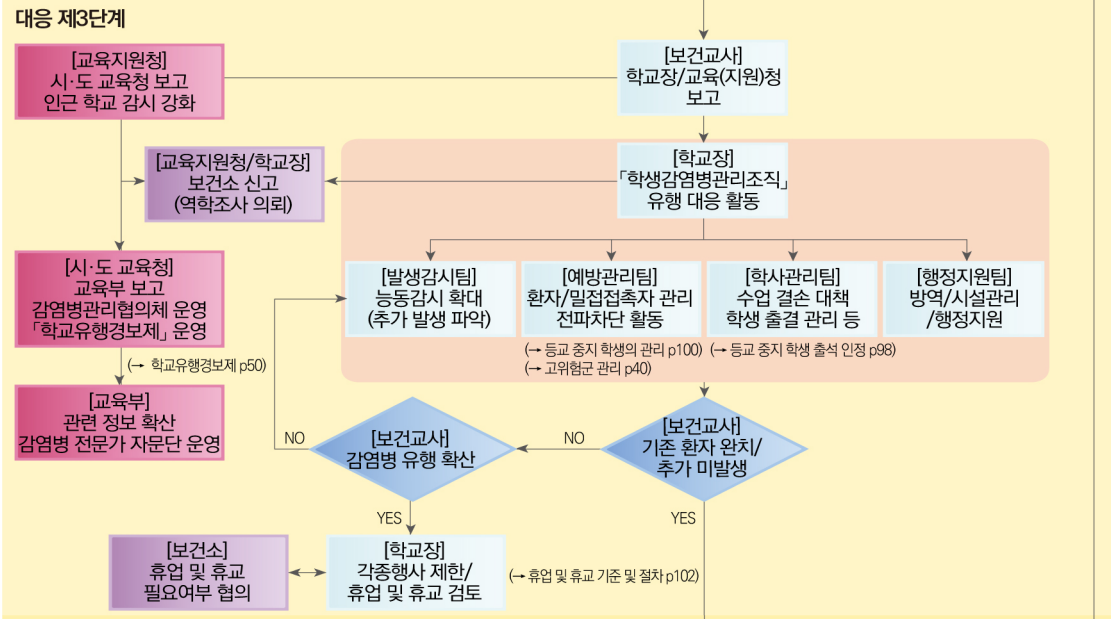 대응 제3단계
[교육지원청]
시·도 교육청 보고
인근 학교 감시 강화
[보건교사]
학교장/교육(지원)청
보고
[교육지원청/학교장]
보건소 신고
(역학조사 의뢰)
[학교장]
「학생감염병관리조직」
유행 대응 활동
[시·도 교육청]
교육부 보고
감염병관리협의체 운영
「학교유행경보제」 운영
(→ 학교유행경보제 p50)
[교육부]
관련 정보 확산
감염병 전문가 자문단 운영
[발생감시팀]
능동감시 확대
(추가 발생 파악)
[예방관리팀]
환자/밀접접촉자 관리
전파차단 활동
(→ 등교 중지 학생의 관리 p100)
(→ 고위험군 관리 p40)
[학사관리팀]
수업 결손 대책
학생 출결 관리 등
(→ 등교 중지 학생 출석 인정 p98)
[행정지원팀]
방역/시설관리
/행정지원
[보건교사]
기존 환자 완치/
추가 미발생
NO
[보건교사]
감염병 유행 확산
NO
YES
YES
[보건소]
휴업 및 휴교
필요여부 협의
[학교장]
각종행사 제한/
휴업 및 휴교 검토
(→ 휴업 및 휴교 기준 및 절차 p102)